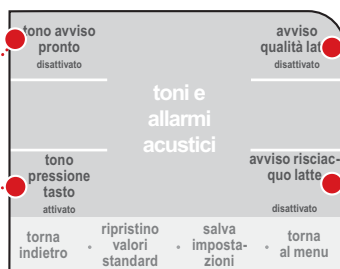 tono avviso
pronto
disattivato
avviso
qualità latte
disattivato
toni e
allarmi
acustici
tono
pressione
tasto
attivato
avviso risciac-
quo latte
disattivato
torna
indietro
ripristino
valori
standard
salva
imposta-
zioni
torna
al menu